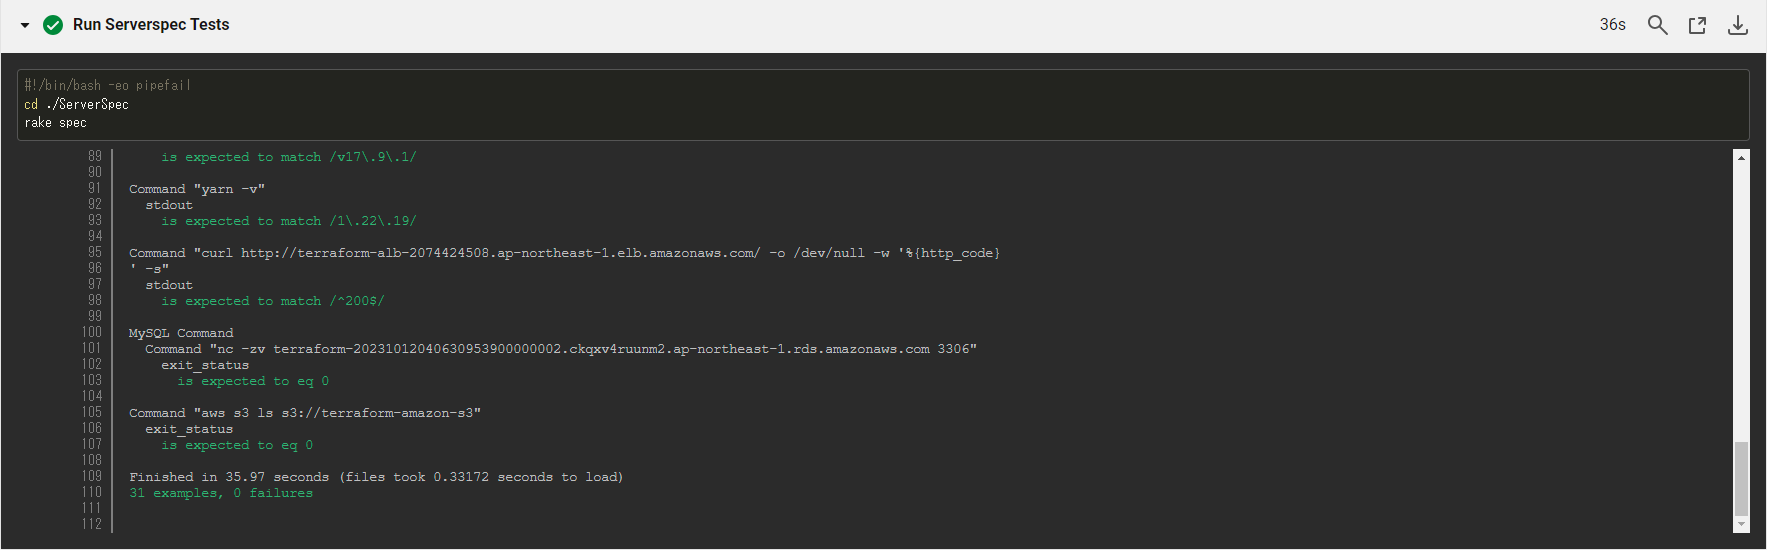 Run Serverspec Tests
36s
#!/bin/bash -eo pipefail
cd ./ServerSpec
rake spec
89 is expected to match /v17\.9\.1/
90
91 Command "yarn -v"
92 stdout
93 is expected to match /1\.22\.19/
94
95 Command "curl http://terraform-alb-2074424508.ap-northeast-1.elb.amazonaws.com/ -o /dev/null -w '%{http_code}
96 ' -s"
97 stdout
98 is expected to match /^200$/
99
100 MySQL Command
101 Command "nc -zv terraform-20231012040630953900000002.ckqxv4ruunm2.ap-northeast-1.rds.amazonaws.com 3306"
102 exit_status
103 is expected to eq 0
104
105 Command "aws s3 ls s3://terraform-amazon-s3"
106 exit_status
107 is expected to eq 0
108
109 Finished in 35.97 seconds (files took 0.33172 seconds to load)
110 31 examples, 0 failures
111
112